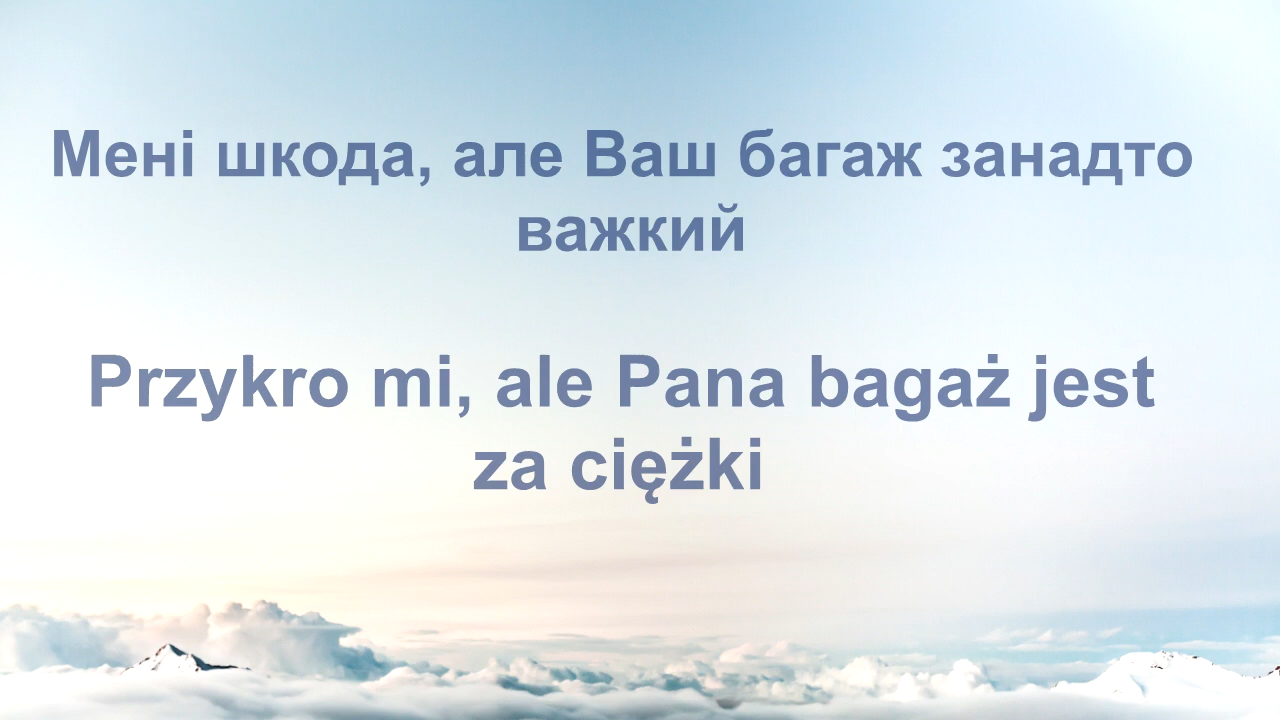 Мені шкода, але Ваш багаж занадто
важкий
Przykro mi, ale Pana bagaż jest
za ciężki